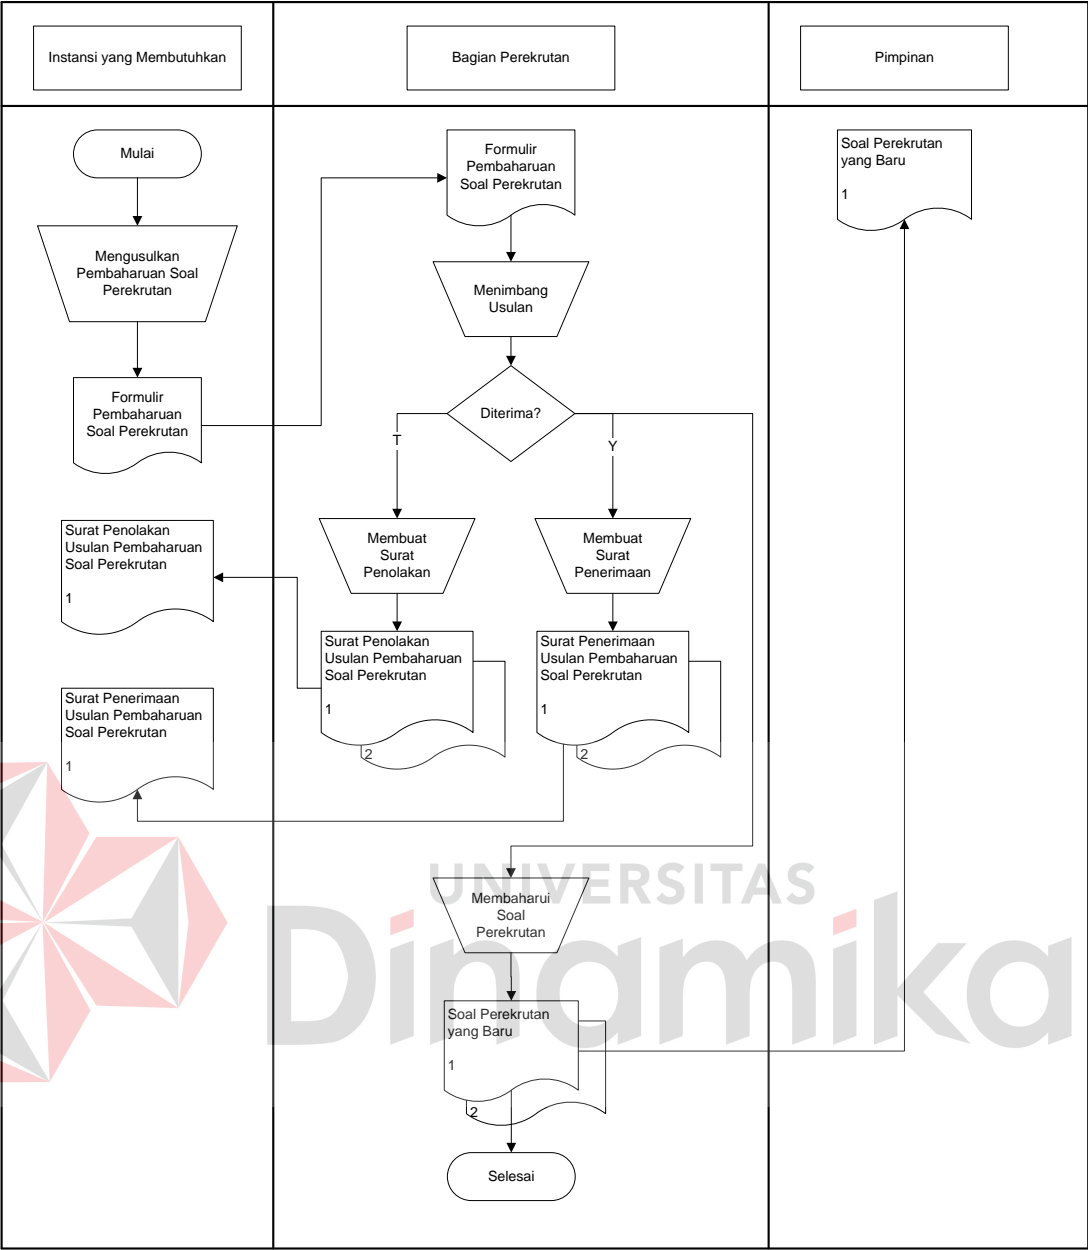 Instansi yang Membutuhkan
Bagian Perekrutan
Pimpinan
Mulai
Mengusulkan
Pembaharuan Soal
Perekrutan
Formulir
Pembaharuan
Soal Perekrutan
Surat Penolakan
Usulan Pembaharuan
Soal Perekrutan
1
Surat Penerimaan
Usulan Pembaharuan
Soal Perekrutan
1
Formulir
Pembaharuan
Soal Perekrutan
Menimbang
Usulan
Diterima?
T
Y
Membuat
Surat
Penolakan
Membuat
Surat
Penerimaan
Surat Penolakan
Usulan Pembaharuan
Soal Perekrutan
1
2
Surat Penerimaan
Usulan Pembaharuan
Soal Perekrutan
1
2
Membaharui
Soal
Perekrutan
Soal Perekrutan
yang Baru
1
2
Selesai
Soal Perekrutan
yang Baru
1
UNIVERSITAS
Dinamika